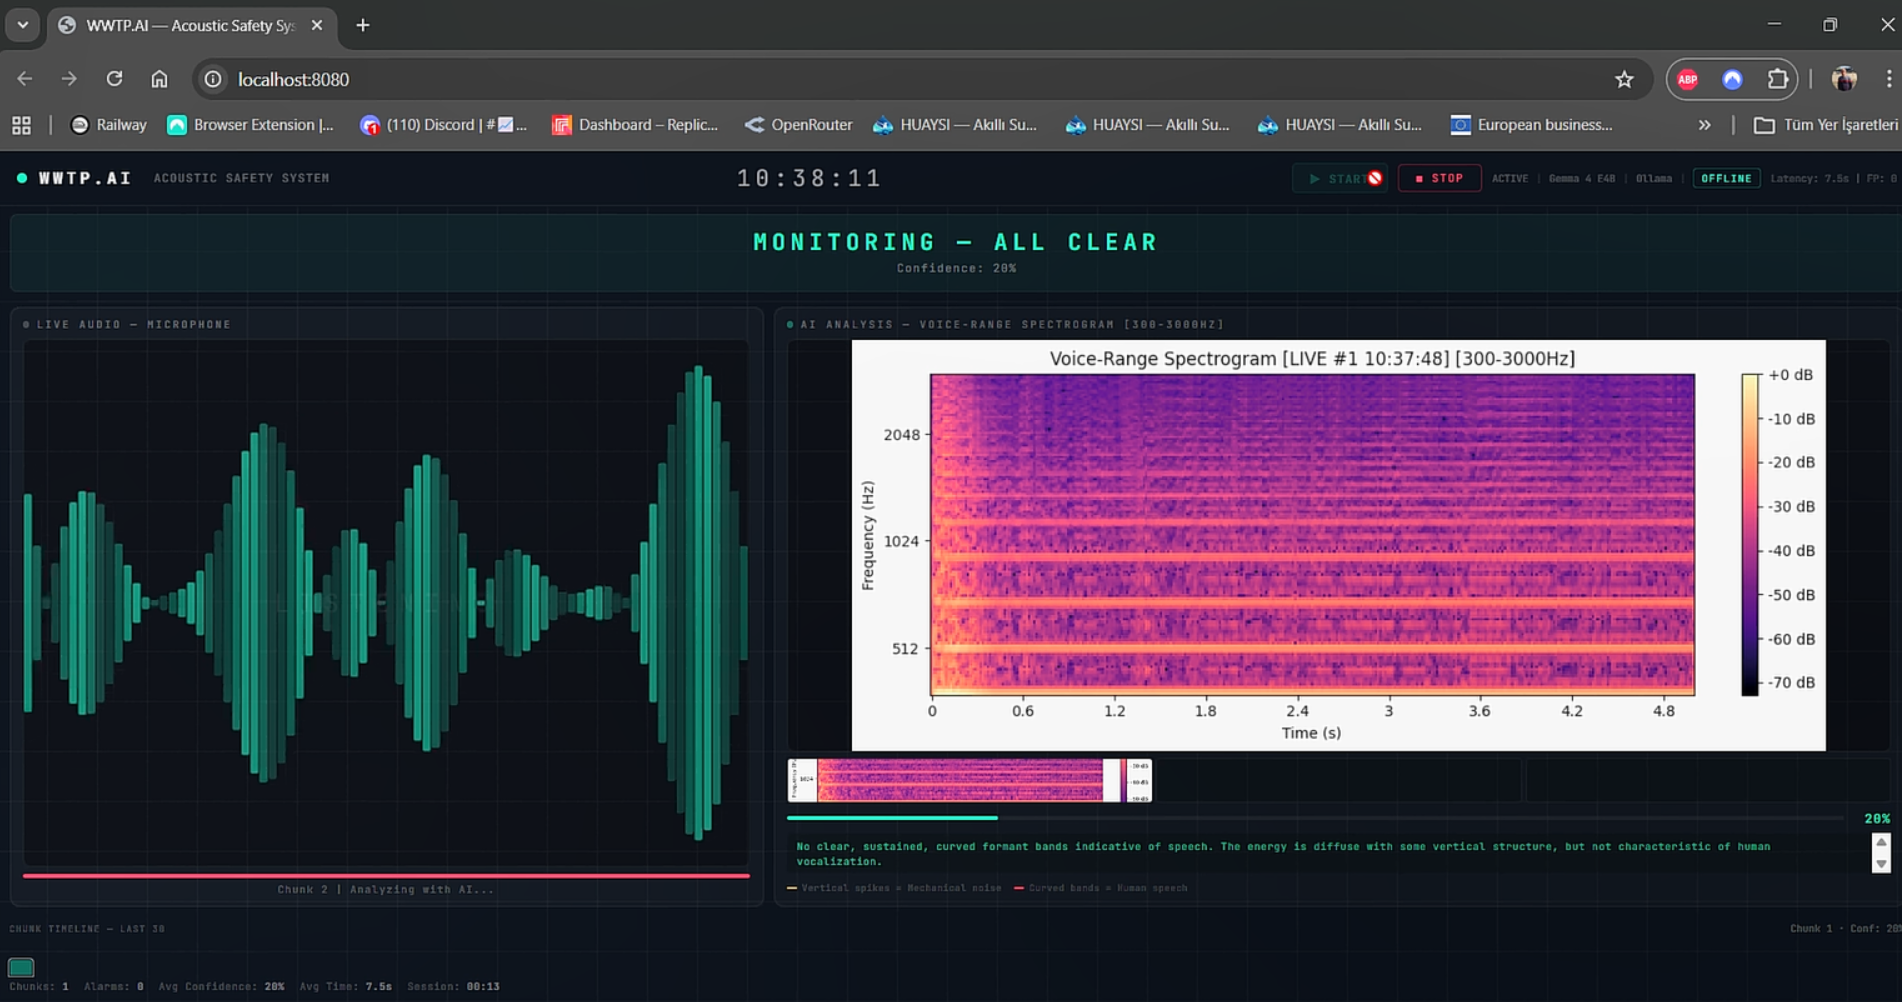 WWTP.AI — Acoustic Safety Sys
localhost:8080
ABP
Railway
Browser Extension |...
(110) Discord | #📈...
Dashboard – Replic...
OpenRouter
HUAYSI — Akıllı Su...
HUAYSI — Akıllı Su...
HUAYSI — Akıllı Su...
European business...
»
Tüm Yer İşaretleri
WWTP.AI ACOUSTIC SAFETY SYSTEM
10:38:11
▶ START
■ STOP
ACTIVE | Gemma 4 E4B | Ollama | OFFLINE Latency: 7.5s | FP: 0
MONITORING — ALL CLEAR
Confidence: 20%
LIVE AUDIO — MICROPHONE
Chunk 2 | Analyzing with AI...
AI ANALYSIS — VOICE-RANGE SPECTROGRAM [300-3000HZ]
Voice-Range Spectrogram [LIVE #1 10:37:48] [300-3000Hz]
Frequency (Hz)
2048
1024
512
0 0.6 1.2 1.8 2.4 3 3.6 4.2 4.8
Time (s)
+0 dB
-10 dB
-20 dB
-30 dB
-40 dB
-50 dB
-60 dB
-70 dB
20%
No clear, sustained, curved formant bands indicative of speech. The energy is diffuse with some vertical structure, but not characteristic of human
vocalization.
Vertical spikes = Mechanical noise Curved bands = Human speech
CHUNK TIMELINE — LAST 30
Chunk 1 · Conf: 20%
Chunks: 1 Alarms: 0 Avg Confidence: 20% Avg Time: 7.5s Session: 00:13